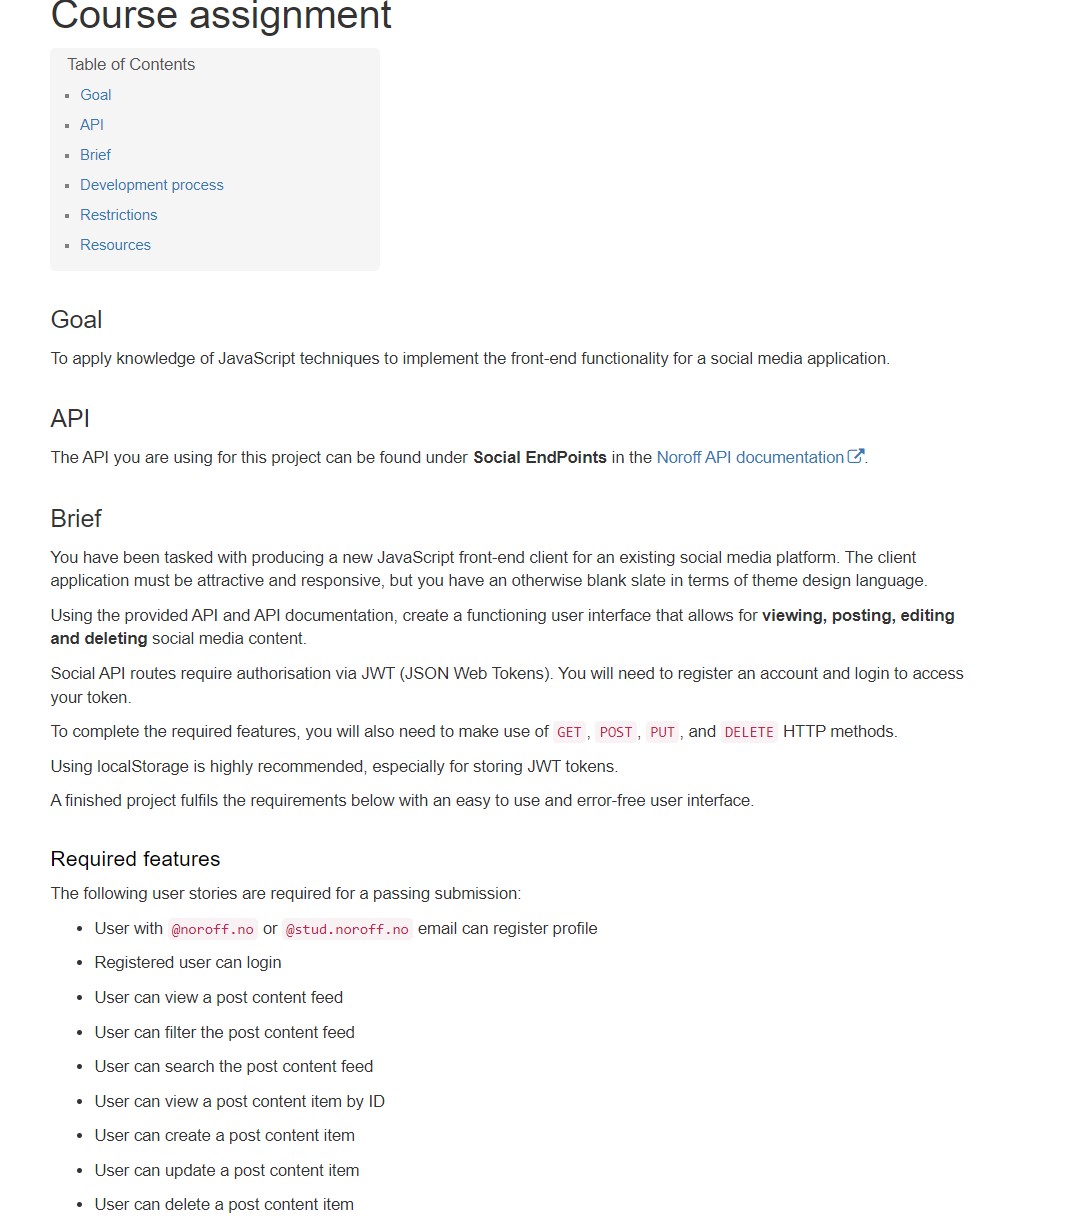 Course assignment
Table of Contents
Goal
API
Brief
Development process
Restrictions
Resources
Goal
To apply knowledge of JavaScript techniques to implement the front-end functionality for a social media application.
API
The API you are using for this project can be found under Social EndPoints in the Noroff API documentation.
Brief
You have been tasked with producing a new JavaScript front-end client for an existing social media platform. The client
application must be attractive and responsive, but you have an otherwise blank slate in terms of theme design language.
Using the provided API and API documentation, create a functioning user interface that allows for viewing, posting, editing
and deleting social media content.
Social API routes require authorisation via JWT (JSON Web Tokens). You will need to register an account and login to access
your token.
To complete the required features, you will also need to make use of GET, POST, PUT, and DELETE HTTP methods.
Using localStorage is highly recommended, especially for storing JWT tokens.
A finished project fulfils the requirements below with an easy to use and error-free user interface.
Required features
The following user stories are required for a passing submission:
• User with @noroff.no or @stud.noroff.no email can register profile
• Registered user can login
• User can view a post content feed
• User can filter the post content feed
• User can search the post content feed
• User can view a post content item by ID
• User can create a post content item
• User can update a post content item
• User can delete a post content item